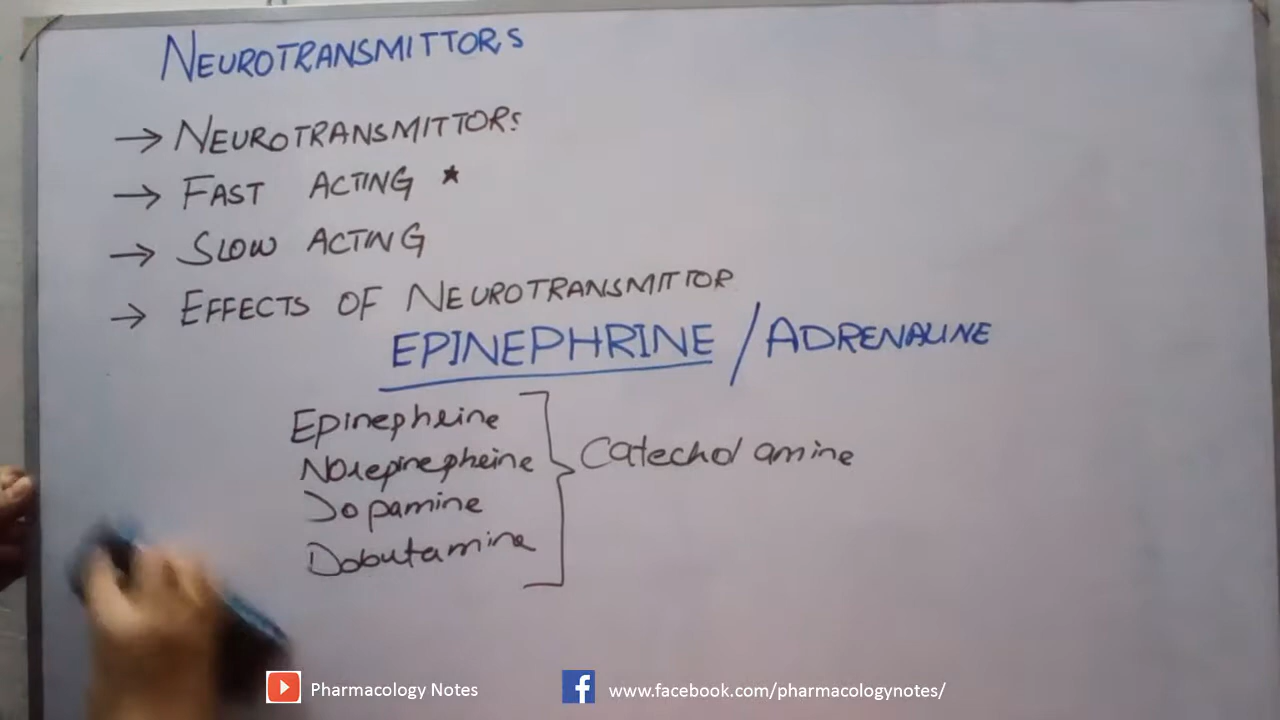 NEUROTRANSMITTORS
→ NEUROTRANSMITTORS
→ FAST ACTING ★
→ SLOW ACTING
→ EFFECTS OF NEUROTRANSMITTOR
EPINEPHRINE / ADRENALINE
Epinephrine
Norepinephrine
Dopamine
Dobutamine
Catechol amine
Pharmacology Notes
www.facebook.com/pharmacologynotes/